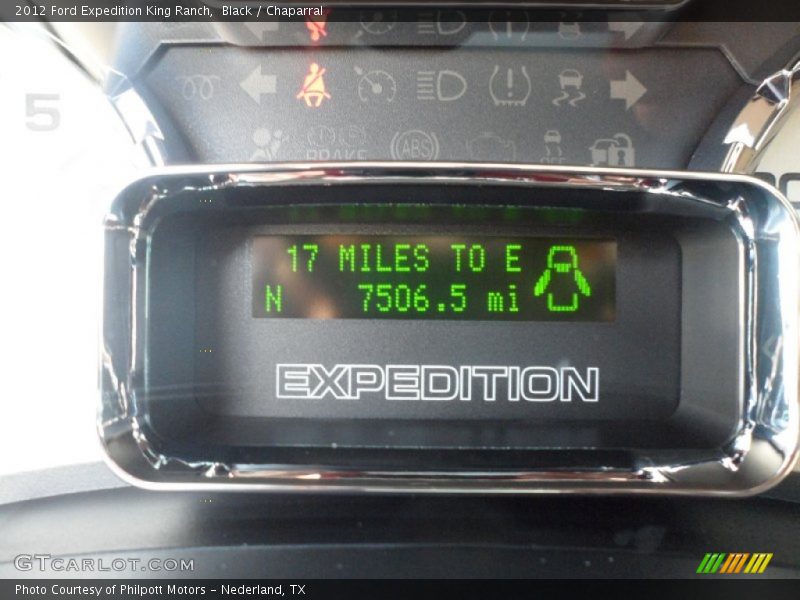 2012 Ford Expedition King Ranch, Black / Chaparral
5
BRAKE
ABS
17 MILES TO E
N 7506.5 mi
EXPEDITION
GTCARLOT.COM
Photo Courtesy of Philpott Motors - Nederland, TX